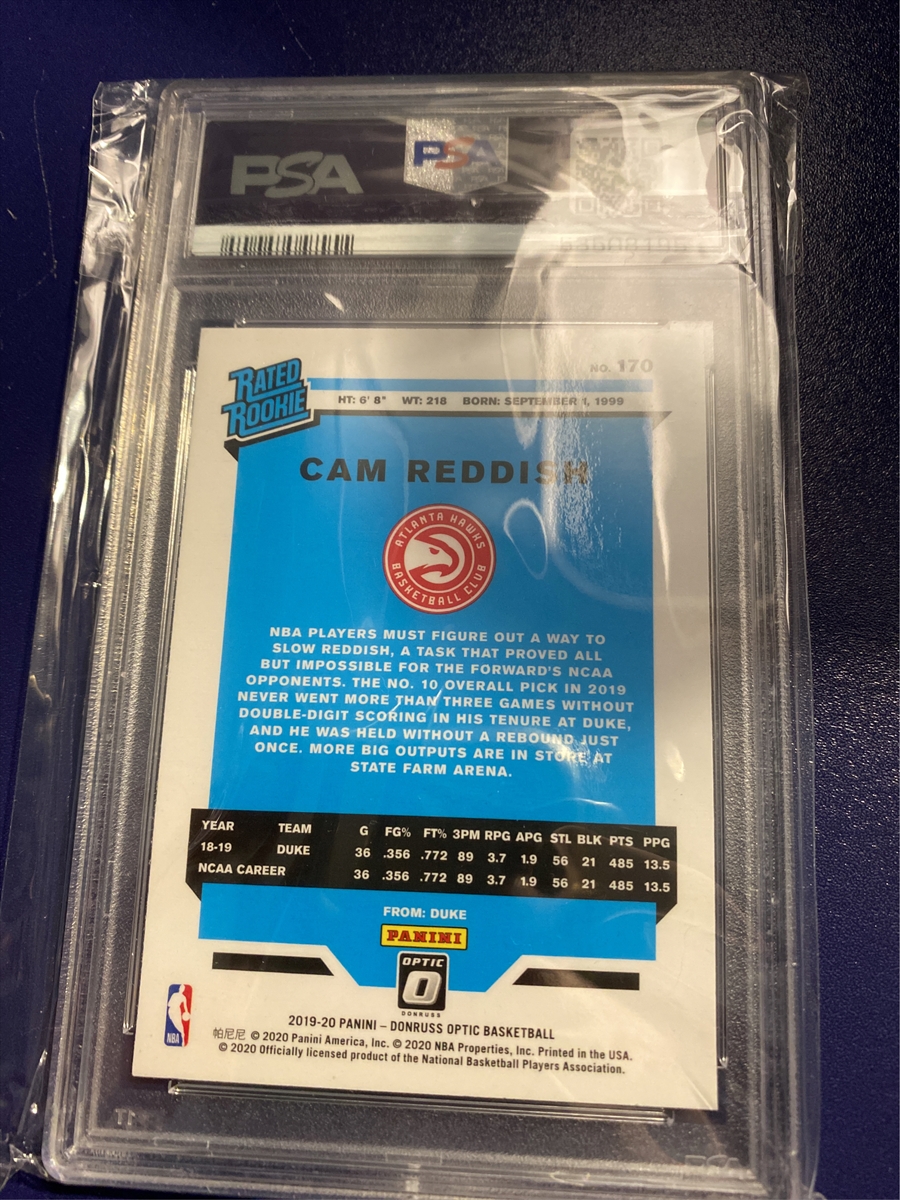 PSA
PSA
NO. 170
RATED
ROOKIE
HT: 6' 8" WT: 218 BORN: SEPTEMBER 1, 1999
CAM REDDISH
ATLANTA HAWKS
BASKETBALL CLUB
NBA PLAYERS MUST FIGURE OUT A WAY TO
SLOW REDDISH, A TASK THAT PROVED ALL
BUT IMPOSSIBLE FOR THE FORWARD'S NCAA
OPPONENTS. THE NO. 10 OVERALL PICK IN 2019
NEVER WENT MORE THAN THREE GAMES WITHOUT
DOUBLE-DIGIT SCORING IN HIS TENURE AT DUKE,
AND HE WAS HELD WITHOUT A REBOUND JUST
ONCE. MORE BIG OUTPUTS ARE IN STORE AT
STATE FARM ARENA.
YEAR TEAM G FG% FT% 3PM RPG APG STL BLK PTS PPG
18-19 DUKE 36 .356 .772 89 3.7 1.9 56 21 485 13.5
NCAA CAREER 36 .356 .772 89 3.7 1.9 56 21 485 13.5
FROM: DUKE
PANINI
OPTIC
O
DONRUSS
NBA
2019-20 PANINI – DONRUSS OPTIC BASKETBALL
帕尼尼 © 2020 Panini America, Inc. © 2020 NBA Properties, Inc. Printed in the USA.
© 2020 Officially licensed product of the National Basketball Players Association.